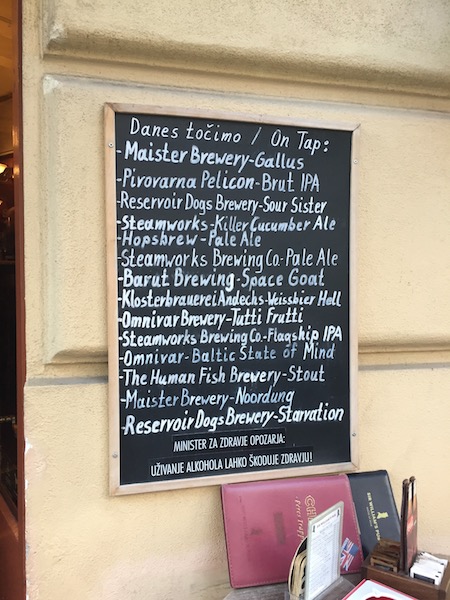 Danes točimo / On Tap:
-Maister Brewery-Gallus
-Pivovarna Pelicon-Brut IPA
-Reservoir Dogs Brewery-Sour Sister
-Steamworks-Killer Cucumber Ale
-Hopsbrew-Pale Ale
-Steamworks Brewing Co.-Pale Ale
-Barut Brewing-Space Goat
-Klosterbrauerei Andechs-Weissbier Hell
-Omnivar Brewery-Tutti Frutti
-Steamworks Brewing Co.-Flagship IPA
-Omnivar-Baltic State of Mind
-The Human Fish Brewery-Stout
-Maister Brewery-Noordung
-Reservoir Dogs Brewery-Starvation
MINISTER ZA ZDRAVJE OPOZARJA:
UŽIVANJE ALKOHOLA LAHKO ŠKODUJE ZDRAVJU!
SIR WILLIAM'S PUB